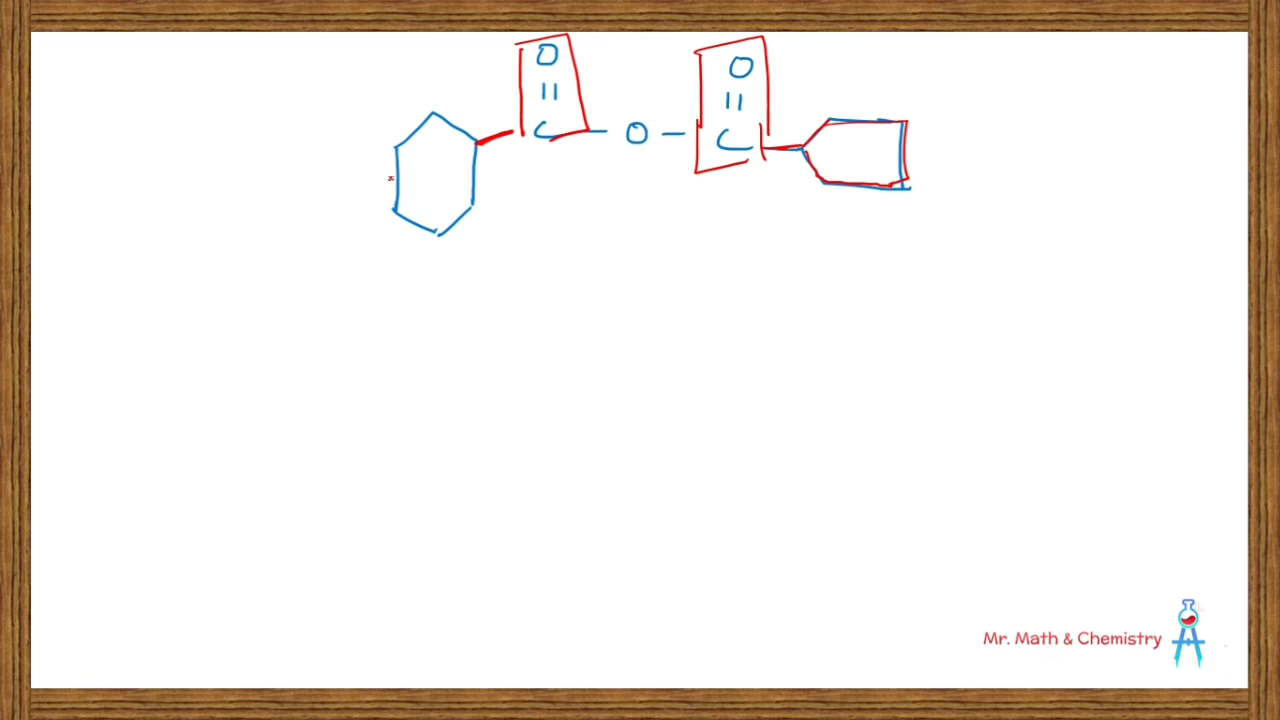 O O
|| ||
C – O – C
Mr. Math & Chemistry